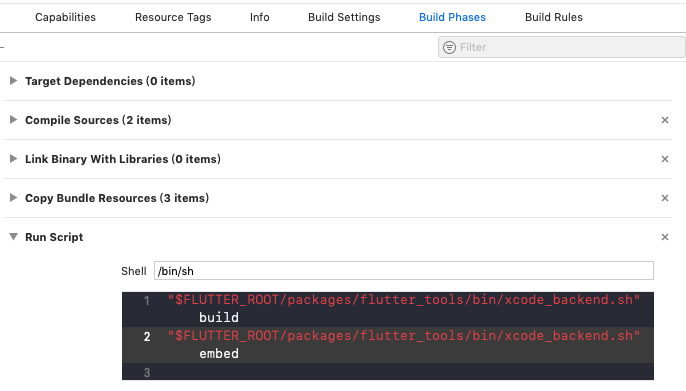 Capabilities Resource Tags Info Build Settings Build Phases Build Rules
Filter
Target Dependencies (0 items)
Compile Sources (2 items)
Link Binary With Libraries (0 items)
Copy Bundle Resources (3 items)
Run Script
Shell /bin/sh
1 "$FLUTTER_ROOT/packages/flutter_tools/bin/xcode_backend.sh"
build
2 "$FLUTTER_ROOT/packages/flutter_tools/bin/xcode_backend.sh"
embed
3